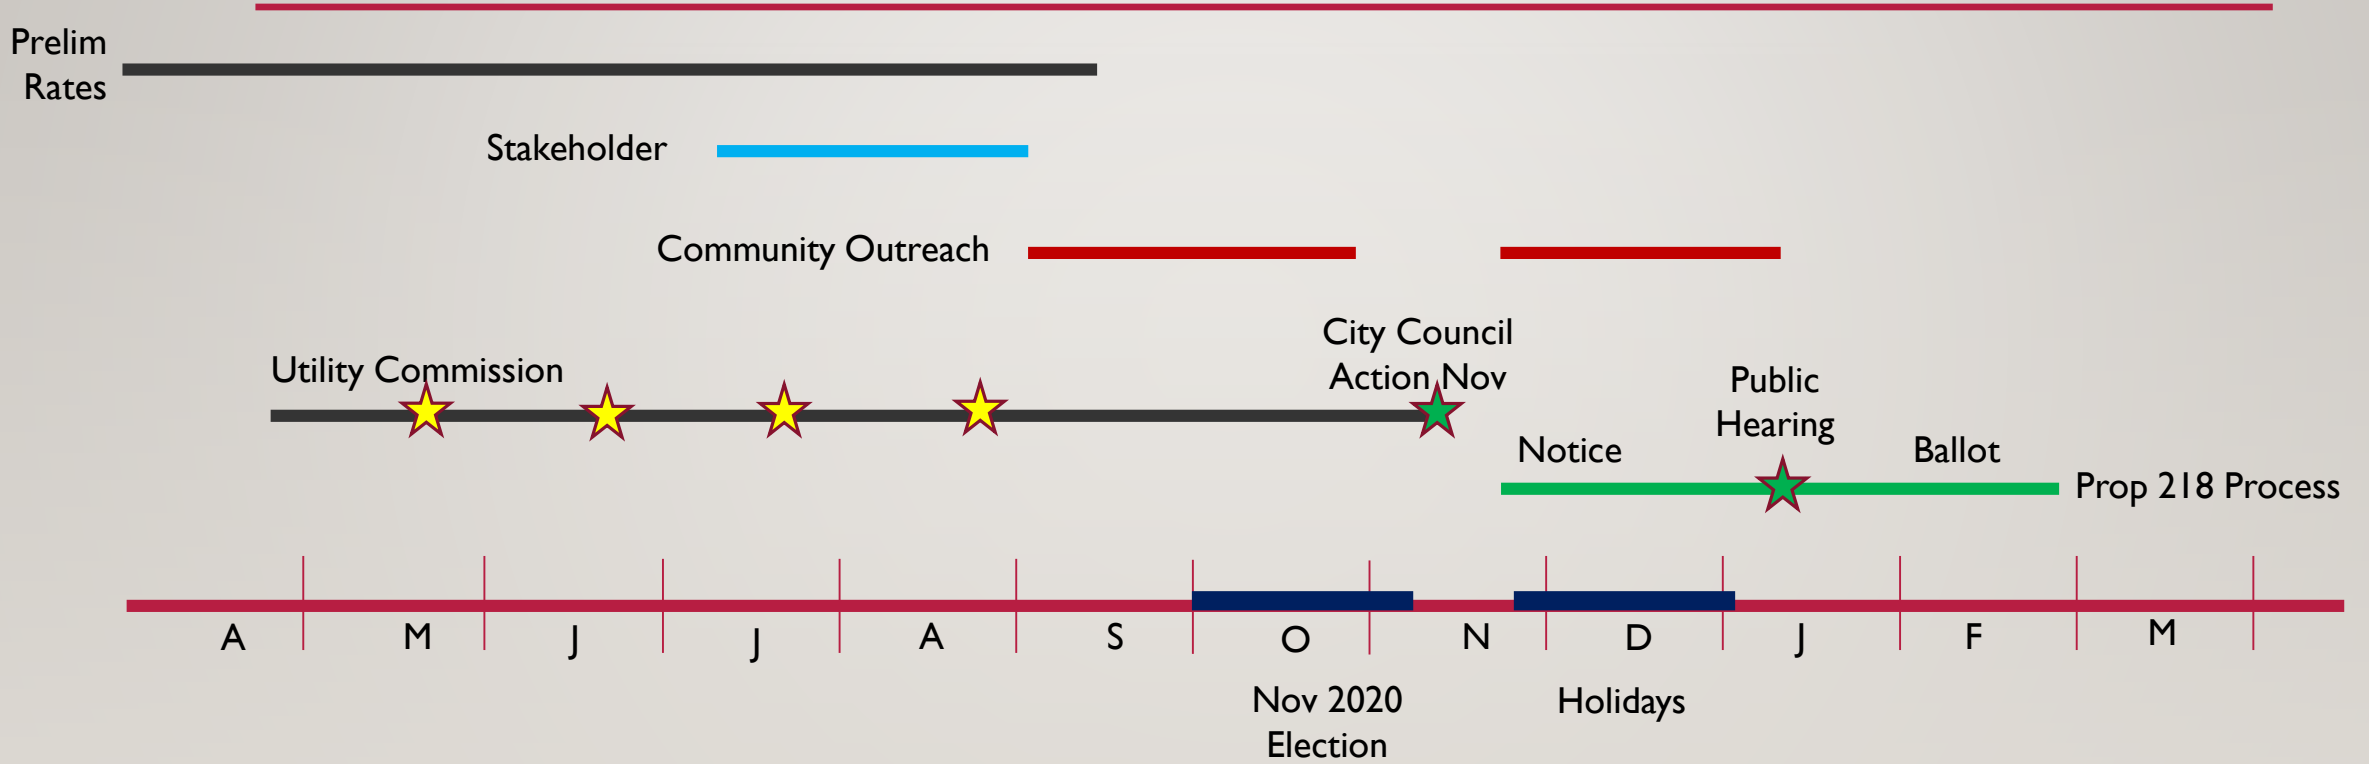 Prelim
Rates
Stakeholder
Community Outreach
City Council
Action Nov
Utility Commission
Public
Hearing
Notice
Ballot
Prop 218 Process
A M J J A S O N D J F M
Nov 2020
Election
Holidays